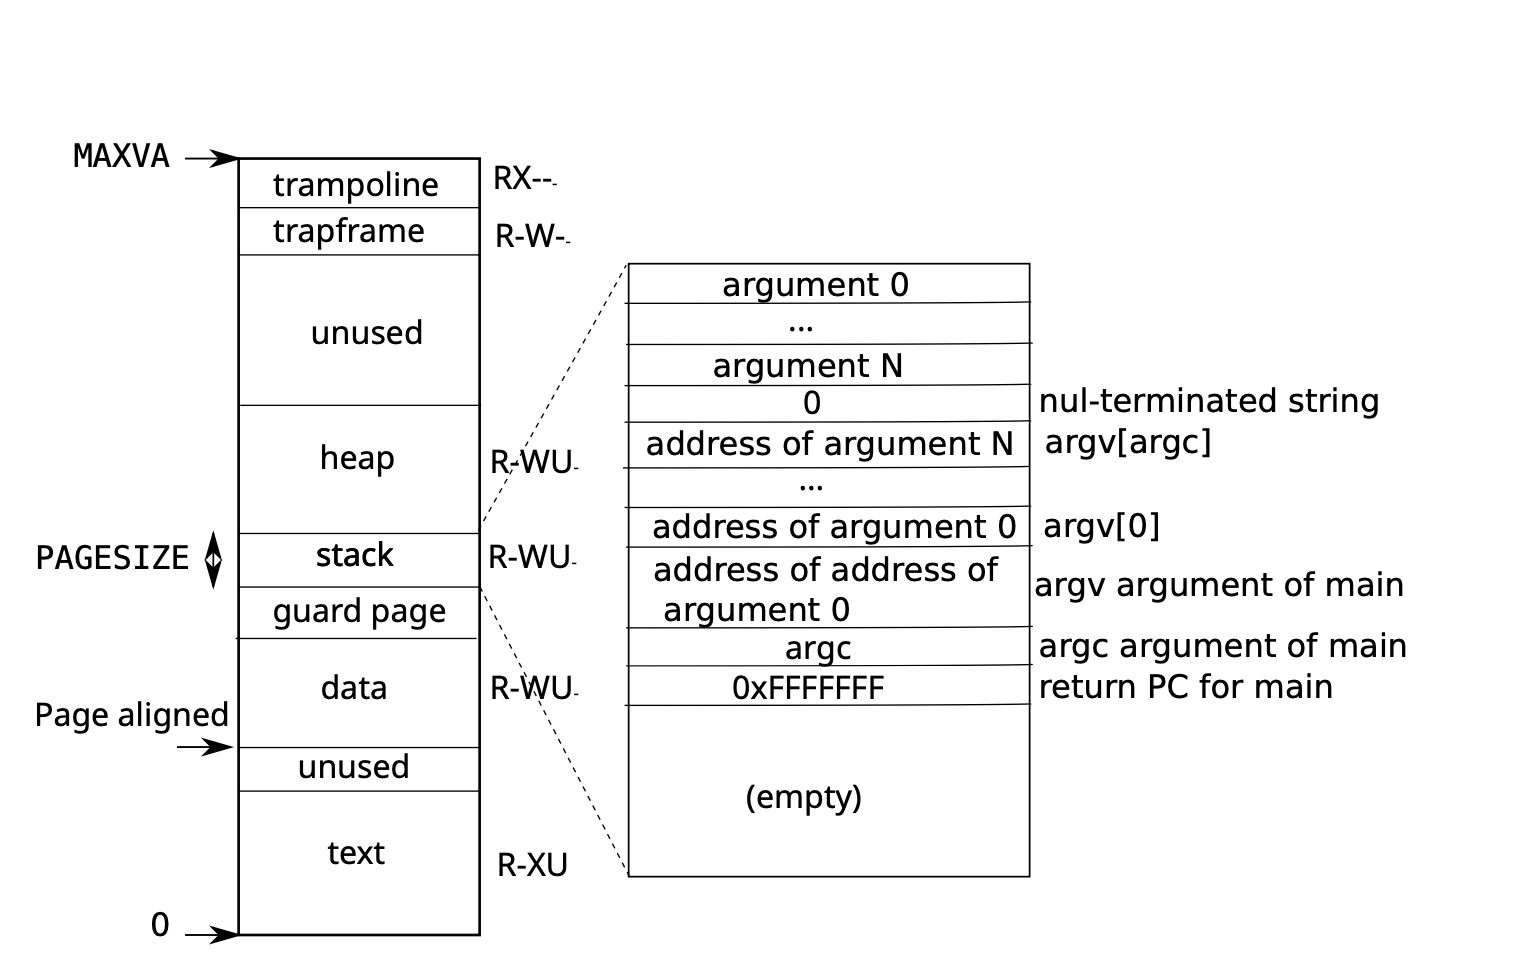 MAXVA
trampoline
RX---
trapframe
R-W--
unused
heap
R-WU-
PAGESIZE
stack
R-WU-
guard page
data
R-WU-
Page aligned
unused
text
R-XU
0
argument 0
...
argument N
0
nul-terminated string
address of argument N
argv[argc]
...
address of argument 0
argv[0]
address of address of
argument 0
argv argument of main
argc
argc argument of main
0xFFFFFFF
return PC for main
(empty)